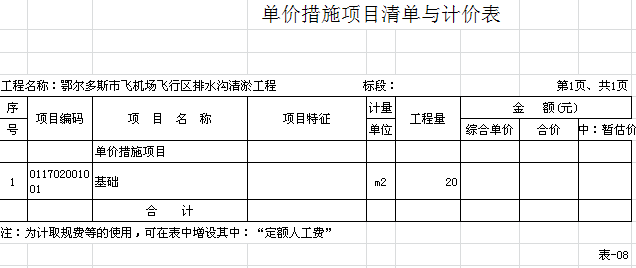 单价措施项目清单与计价表
工程名称：鄂尔多斯市飞机场飞行区排水沟清淤工程 标段： 第1页、共1页
序号 项目编码 项 目 名 称 项目特征 计量单位 工程量 金 额(元)
综合单价 合价 中：暂估价
单价措施项目
1 011702001001 基础 m2 20
合 计
注：为计取规费等的使用，可在表中增设其中：“定额人工费”
表-08